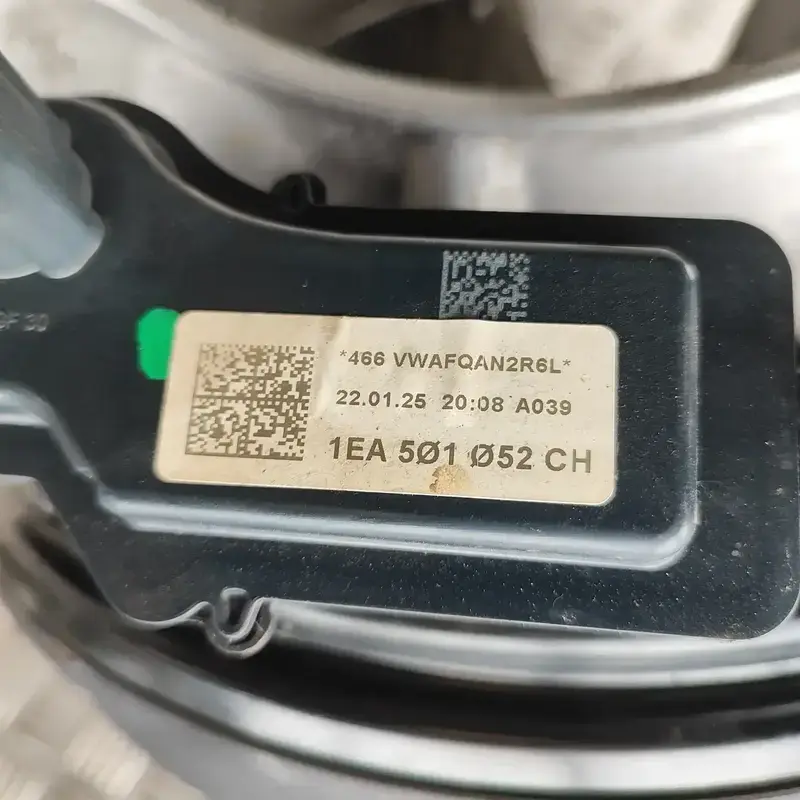 *466 VWAFQAN2R6L*
22.01.25 20:08 A039
1EA 5Ø1 Ø52 CH